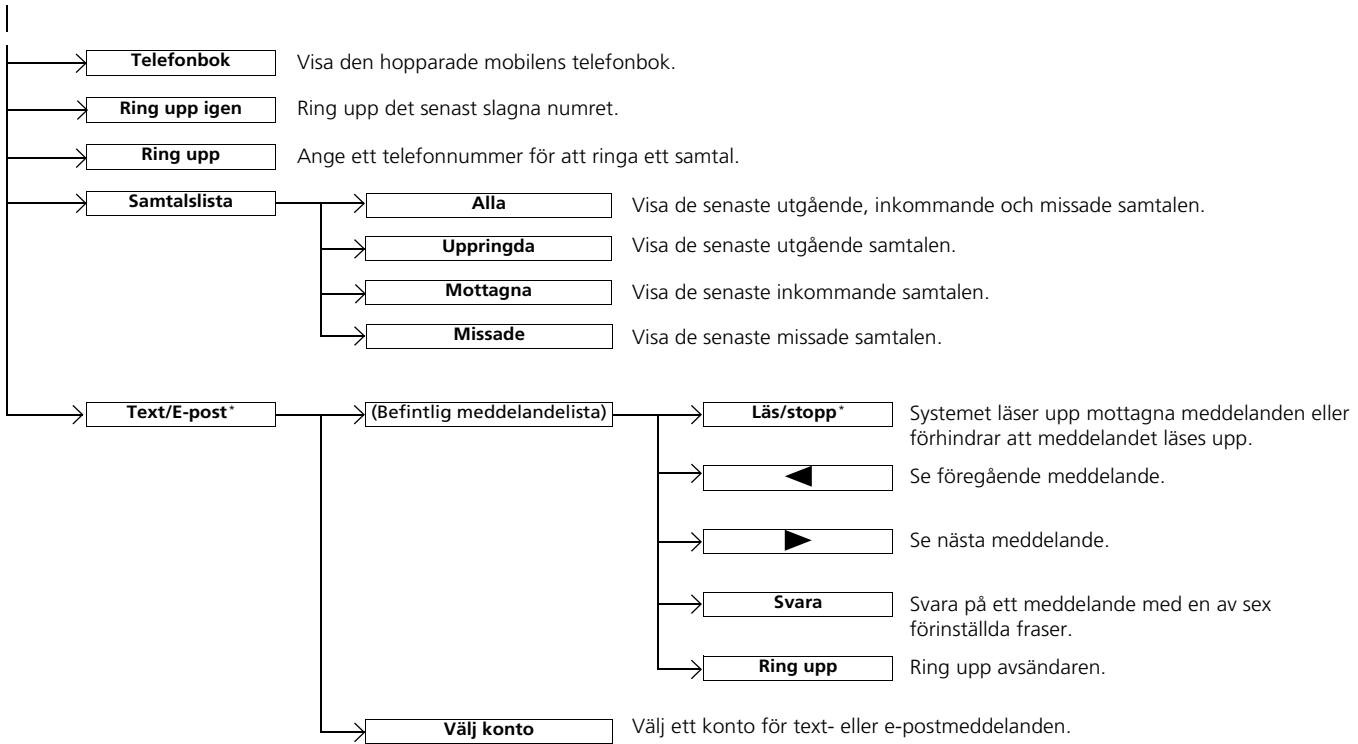 Telefonbok Visa den hopparade mobilens telefonbok.
Ring upp igen Ring upp det senast slagna numret.
Ring upp Ange ett telefonnummer för att ringa ett samtal.
Samtalslista Alla Visa de senaste utgående, inkommande och missade samtalen.
Uppringda Visa de senaste utgående samtalen.
Mottagna Visa de senaste inkommande samtalen.
Missade Visa de senaste missade samtalen.
Text/E-post* (Befintlig meddelandelista) Läs/stopp* Systemet läser upp mottagna meddelanden eller
förhindrar att meddelandet läses upp.
◀ Se föregående meddelande.
▶ Se nästa meddelande.
Svara Svara på ett meddelande med en av sex
förinställda fraser.
Ring upp Ring upp avsändaren.
Välj konto Välj ett konto för text- eller e-postmeddelanden.